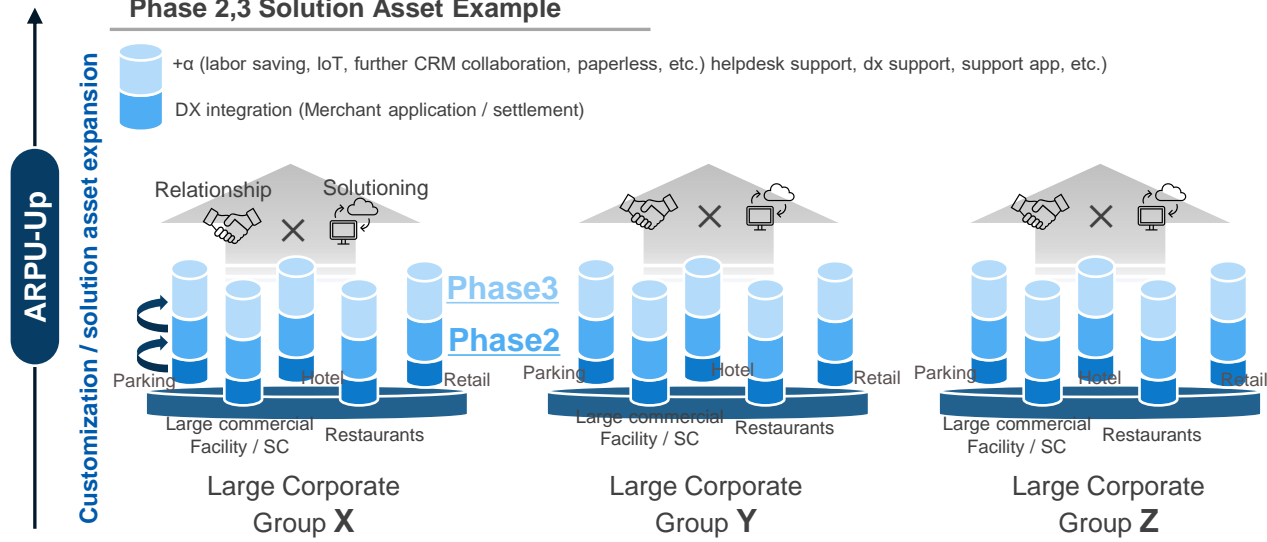 Phase 2,3 Solution Asset Example
+α (labor saving, IoT, further CRM collaboration, paperless, etc.) helpdesk support, dx support, support app, etc.)
DX integration (Merchant application / settlement)
ARPU-Up
Customization / solution asset expansion
Relationship
Solutioning
×
Phase3
Phase2
Parking
Hotel
Retail
Large commercial
Facility / SC
Restaurants
Large Corporate
Group X
×
Parking
Hotel
Retail
Large commercial
Facility / SC
Restaurants
Large Corporate
Group Y
×
Parking
Hotel
Retail
Large commercial
Facility / SC
Restaurants
Large Corporate
Group Z